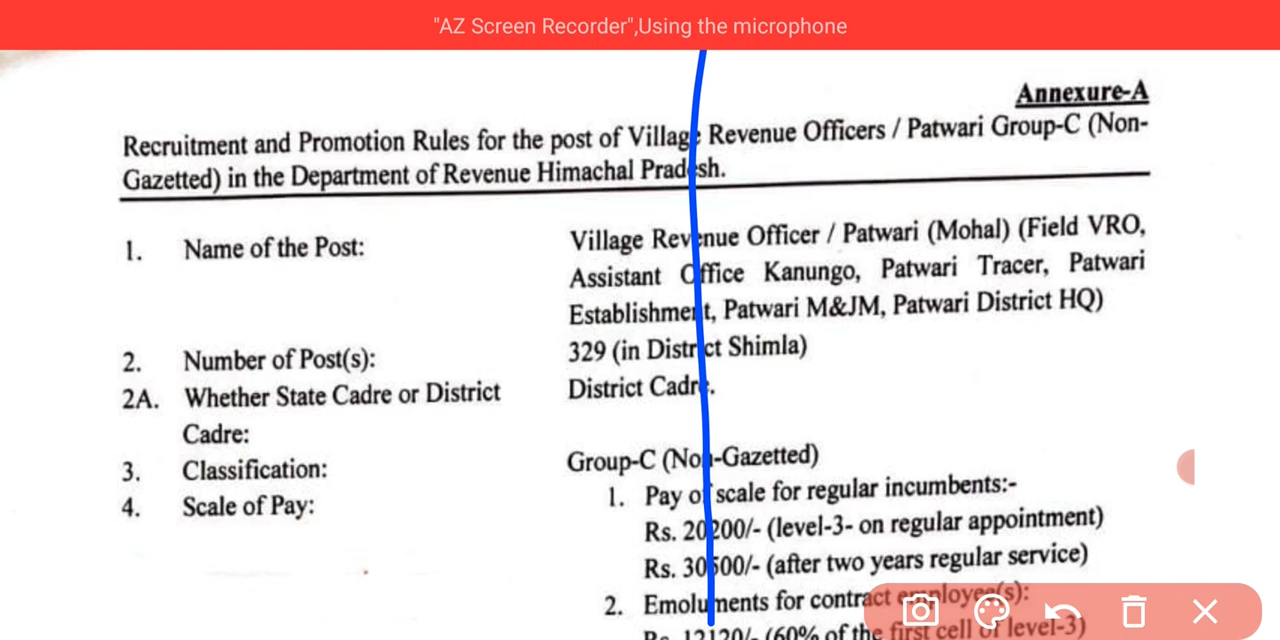 "AZ Screen Recorder",Using the microphone
Annexure-A
Recruitment and Promotion Rules for the post of Village Revenue Officers / Patwari Group-C (Non-
Gazetted) in the Department of Revenue Himachal Pradesh.
1. Name of the Post: Village Revenue Officer / Patwari (Mohal) (Field VRO,
Assistant Office Kanungo, Patwari Tracer, Patwari
Establishment, Patwari M&JM, Patwari District HQ)
2. Number of Post(s): 329 (in District Shimla)
2A. Whether State Cadre or District District Cadre.
Cadre:
3. Classification: Group-C (Non-Gazetted)
4. Scale of Pay: 1. Pay of scale for regular incumbents:-
Rs. 20200/- (level-3- on regular appointment)
Rs. 30500/- (after two years regular service)
2. Emoluments for contract employee(s):
Rs. 12120/- (60% of the first cell of level-3)